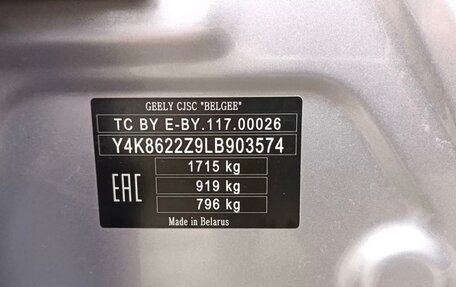 GEELY CJSC "BELGEE"
TC BY E-BY.117.00026
Y4K8622Z9LB903574
1715 kg
919 kg
796 kg
EAC
Made in Belarus